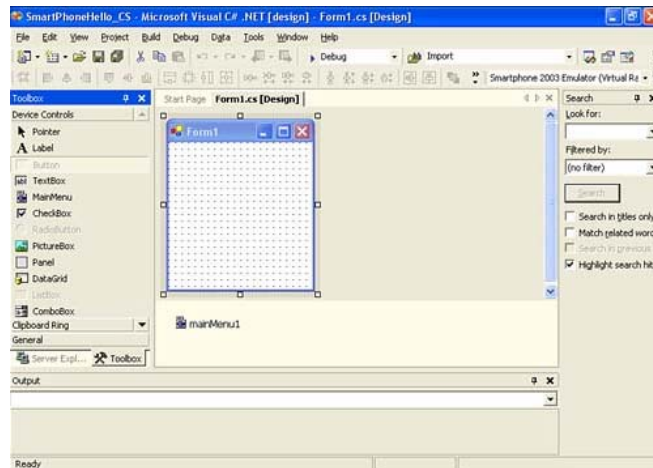 SmartPhoneHello_CS - Microsoft Visual C# .NET [design] - Form1.cs [Design]
File Edit View Project Build Debug Data Tools Window Help
Debug Import
Smartphone 2003 Emulator (Virtual Ra
Toolbox
Device Controls
Pointer
Label
Button
TextBox
MainMenu
CheckBox
RadioButton
PictureBox
Panel
DataGrid
ListBox
ComboBox
Clipboard Ring
General
Server Expl... Toolbox
Start Page Form1.cs [Design]
Form1
mainMenu1
Search
Look for:
Filtered by:
(no filter)
Search
Search in titles only
Match related word
Search in previous
Highlight search hit
Output
Ready